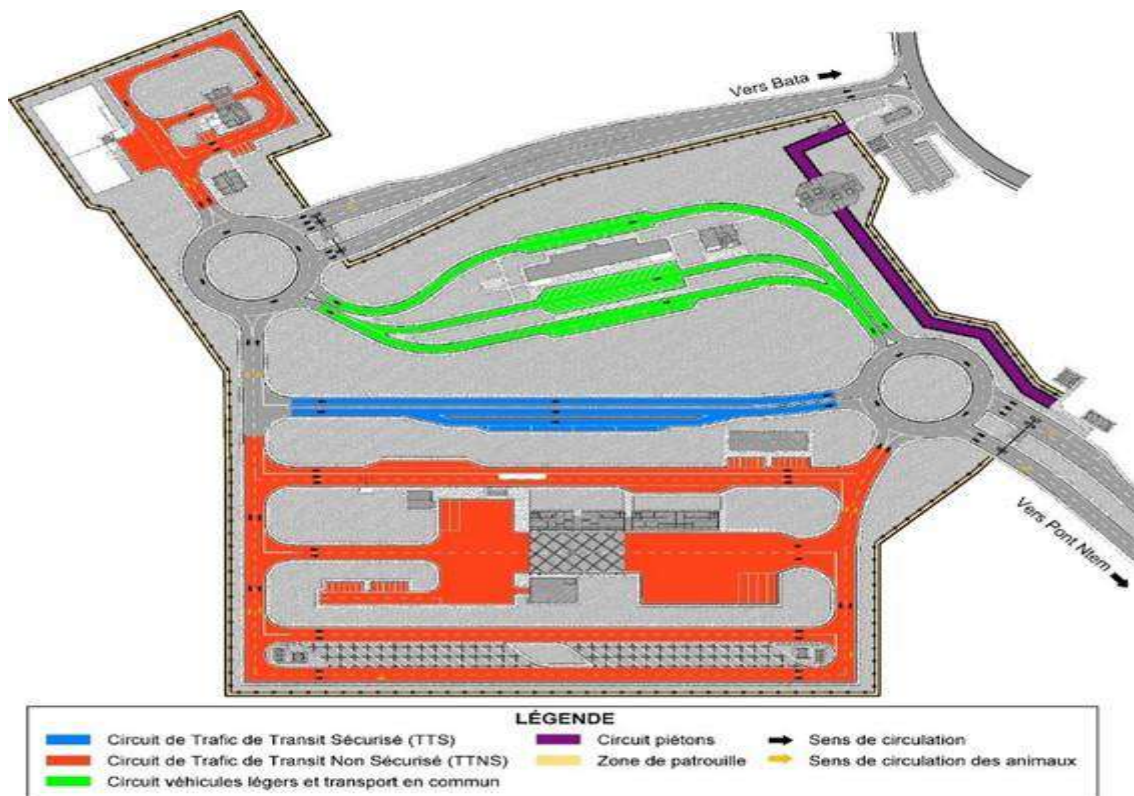 Vers Bata
Vers Pont Ntem
LÉGENDE
Circuit de Trafic de Transit Sécurisé (TTS)
Circuit de Trafic de Transit Non Sécurisé (TTNS)
Circuit véhicules légers et transport en commun
Circuit piétons
Zone de patrouille
Sens de circulation
Sens de circulation des animaux